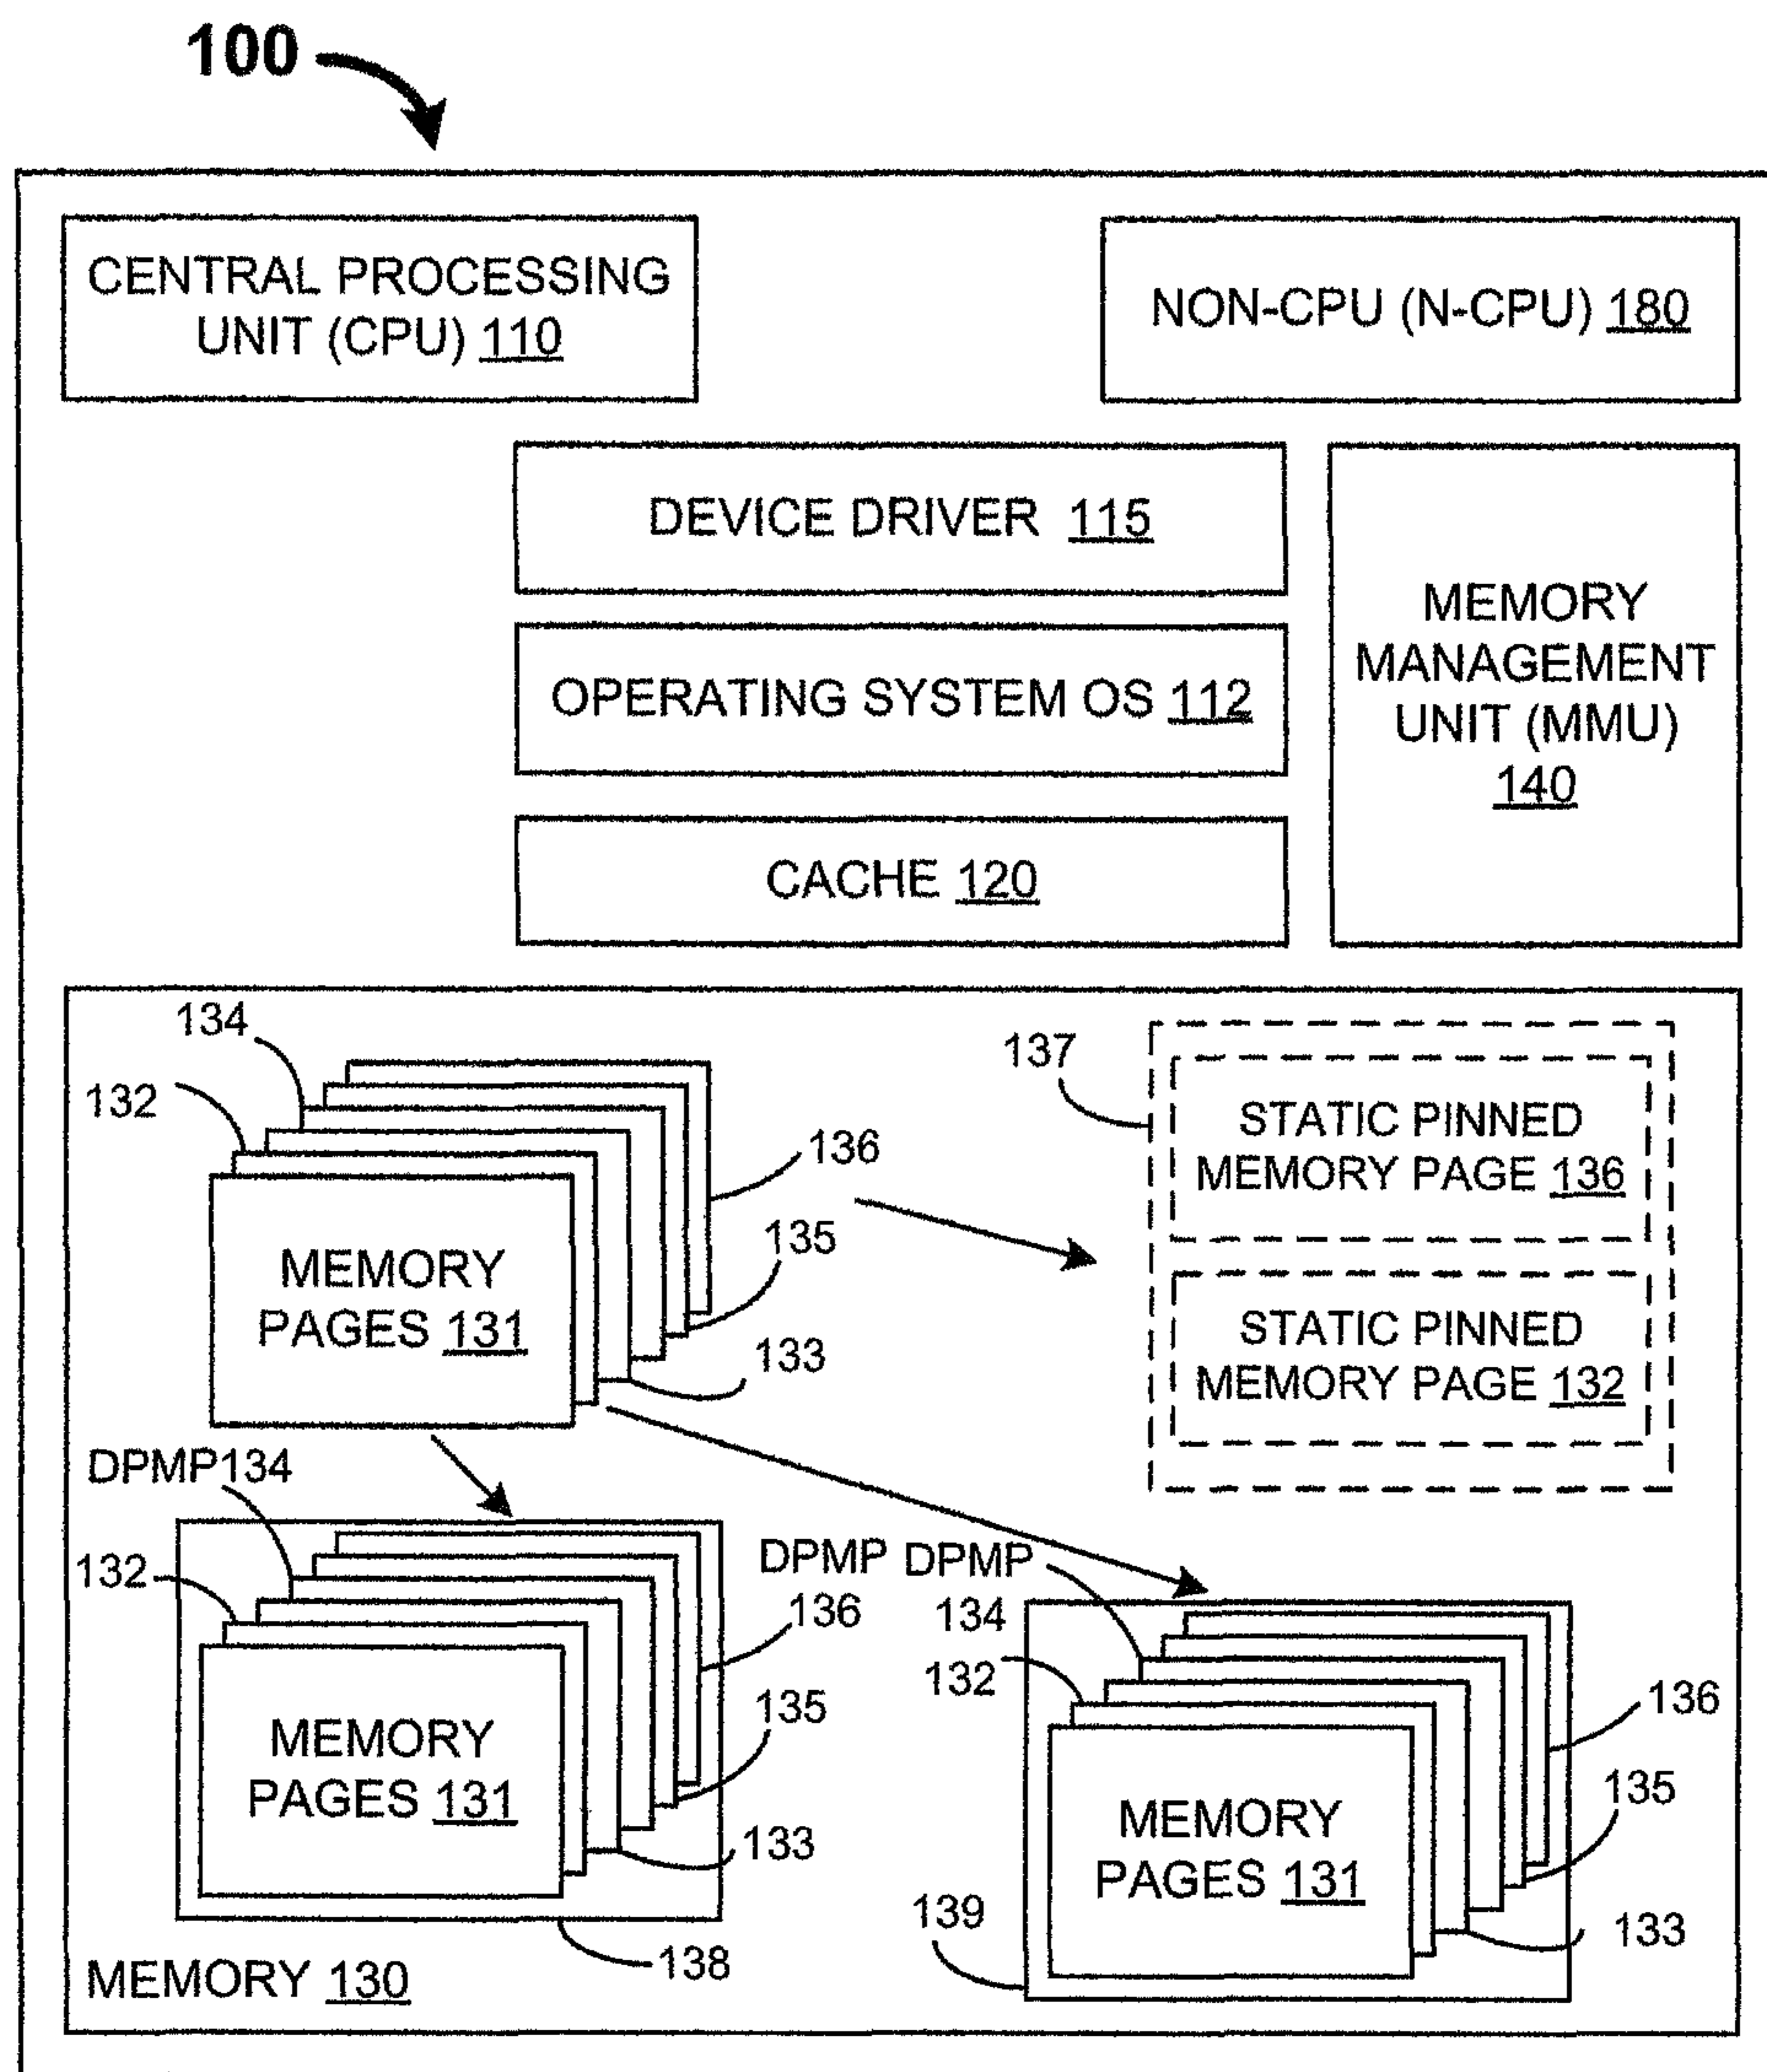 100
CENTRAL PROCESSING
UNIT (CPU) 110
NON-CPU (N-CPU) 180
DEVICE DRIVER 115
OPERATING SYSTEM OS 112
CACHE 120
MEMORY
MANAGEMENT
UNIT (MMU)
140
134
132
136
135
133
MEMORY
PAGES 131
137
STATIC PINNED
MEMORY PAGE 136
STATIC PINNED
MEMORY PAGE 132
DPMP134
132
DPMP
136
135
133
MEMORY
PAGES 131
138
DPMP
134
132
136
135
133
MEMORY
PAGES 131
139
MEMORY 130